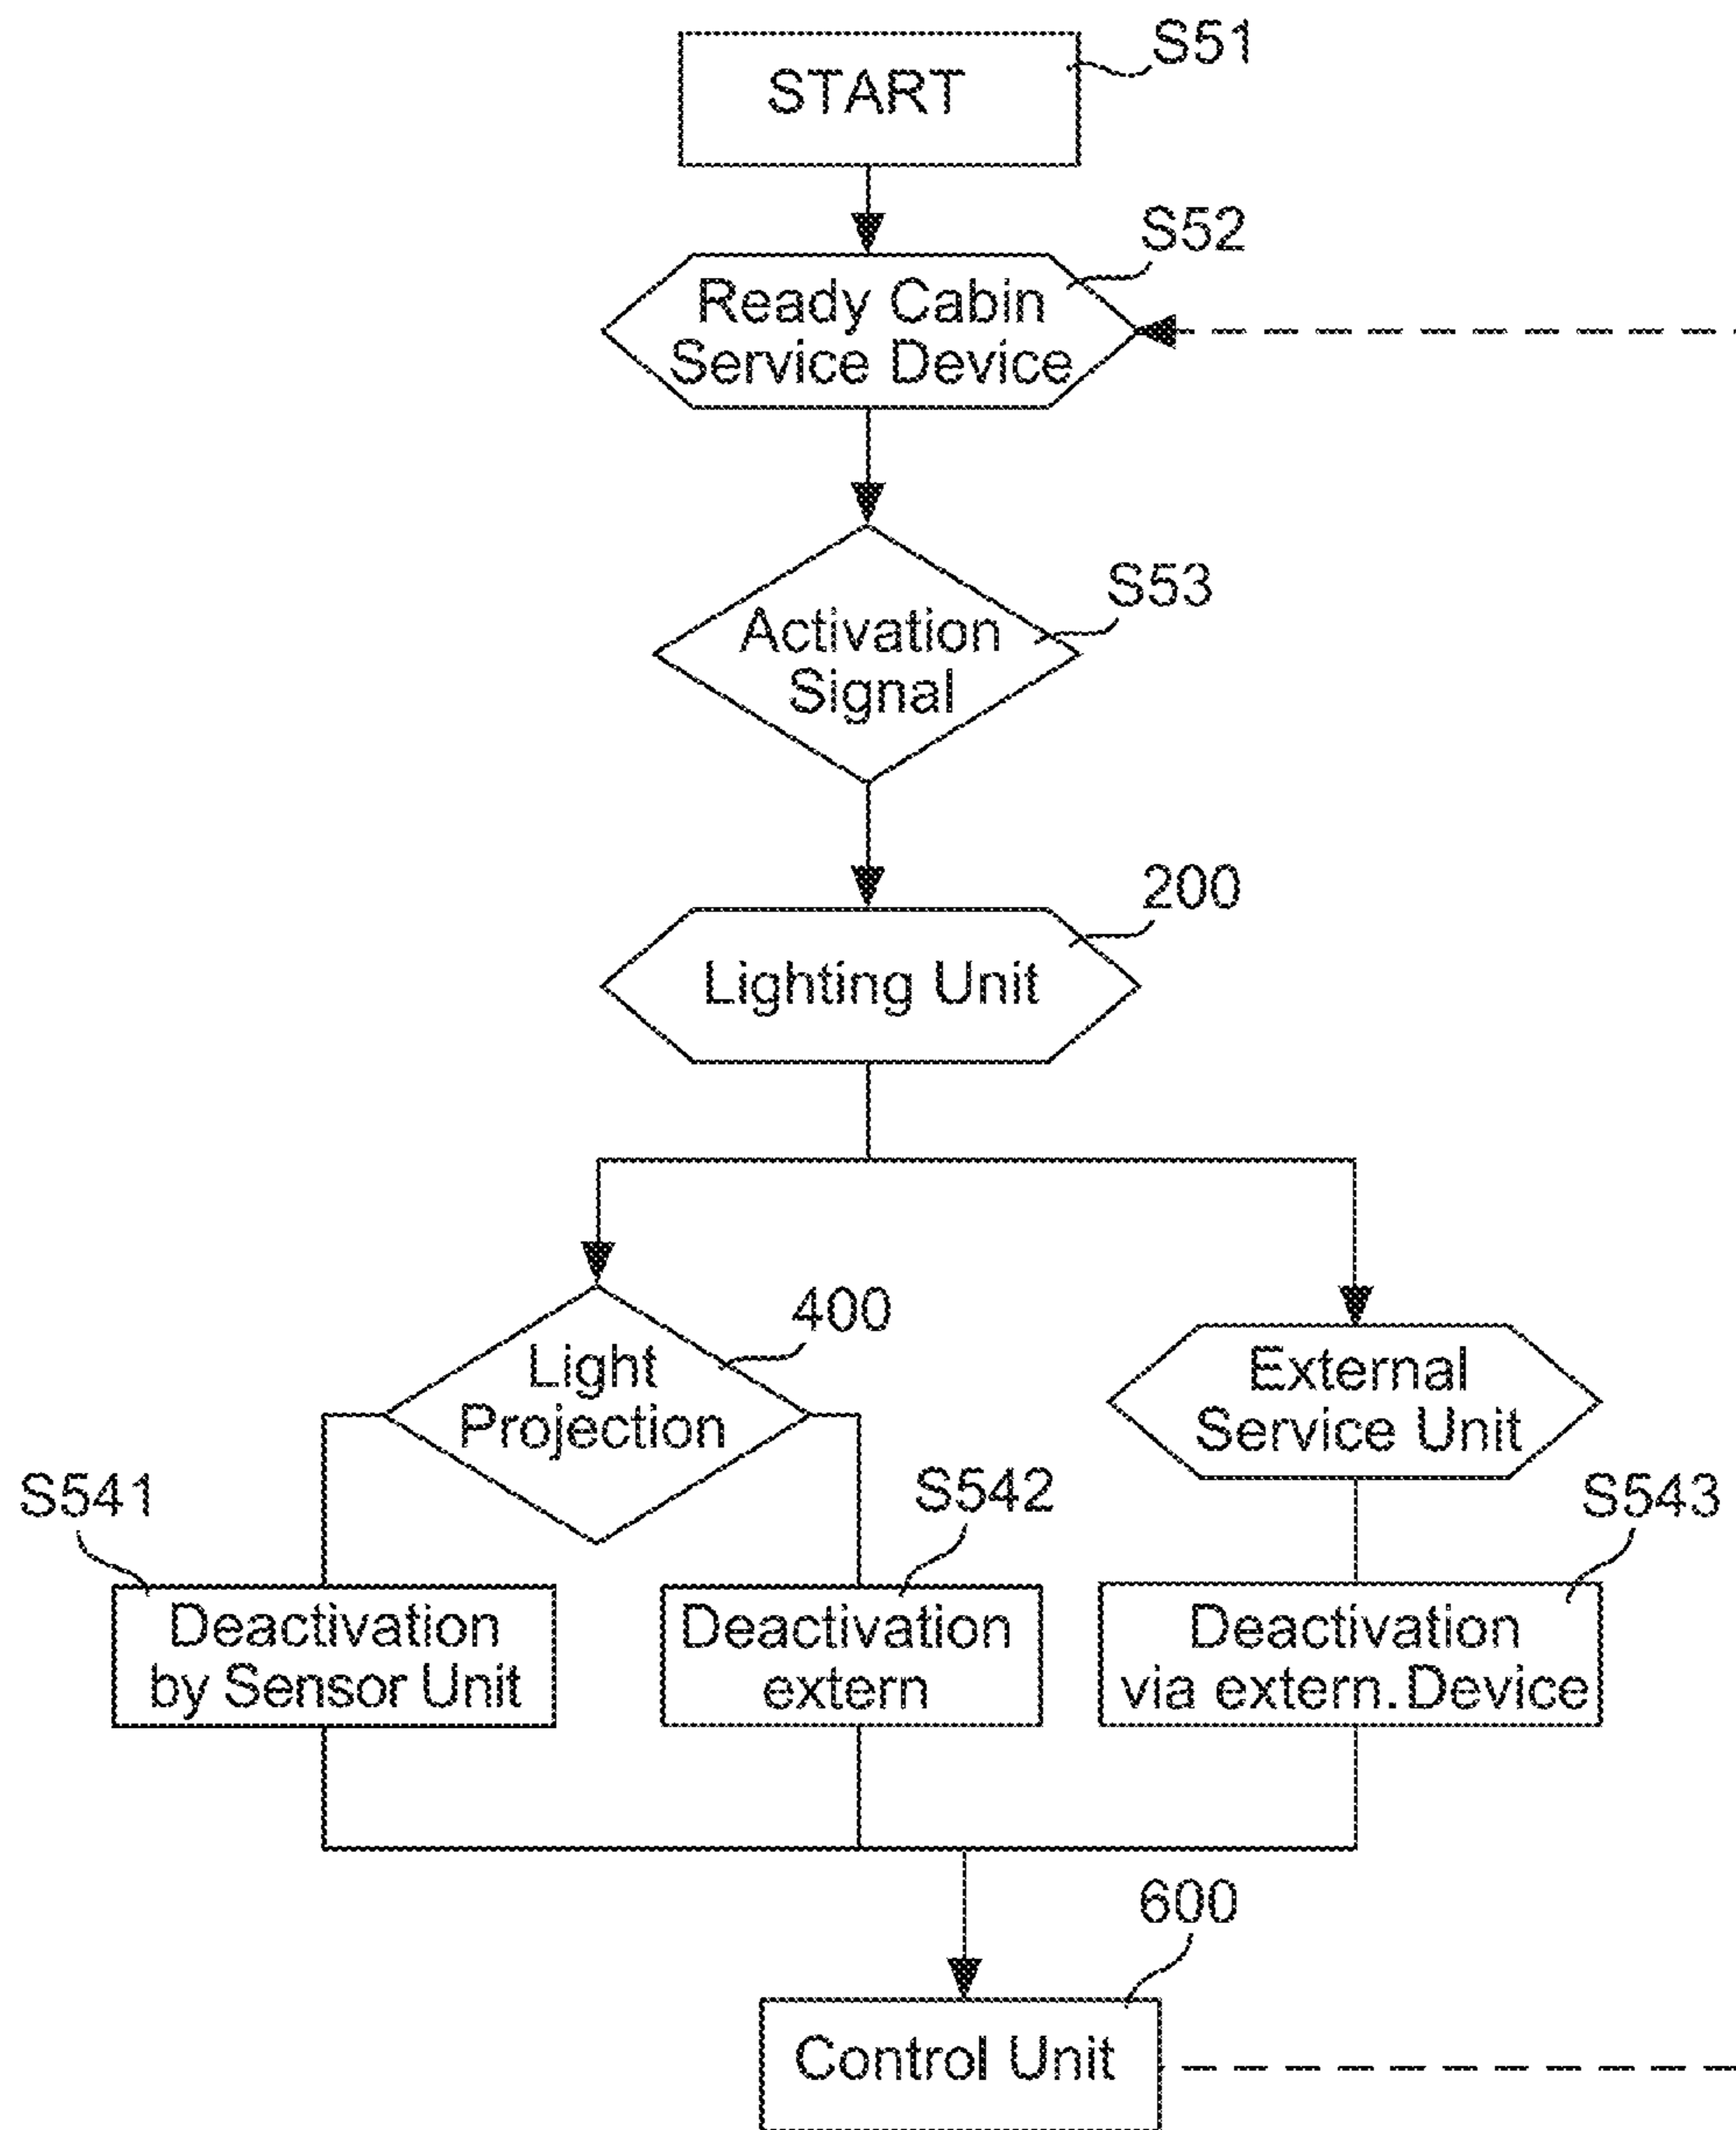 START
S51
Ready Cabin
Service Device
S52
Activation
Signal
S53
Lighting Unit
200
Light
Projection
400
External
Service Unit
S541
Deactivation
by Sensor Unit
S542
Deactivation
extern
S543
Deactivation
via extern. Device
Control Unit
600